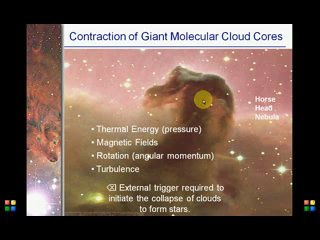 Contraction of Giant Molecular Cloud Cores
Horse
Head
Nebula
• Thermal Energy (pressure)
• Magnetic Fields
• Rotation (angular momentum)
• Turbulence
⌫ External trigger required to
initiate the collapse of clouds
to form stars.